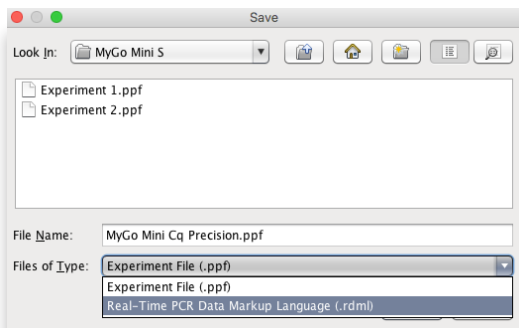 Save
Look In: MyGo Mini S
Experiment 1.ppf
Experiment 2.ppf
File Name: MyGo Mini Cq Precision.ppf
Files of Type: Experiment File (.ppf)
Experiment File (.ppf)
Real-Time PCR Data Markup Language (.rdml)